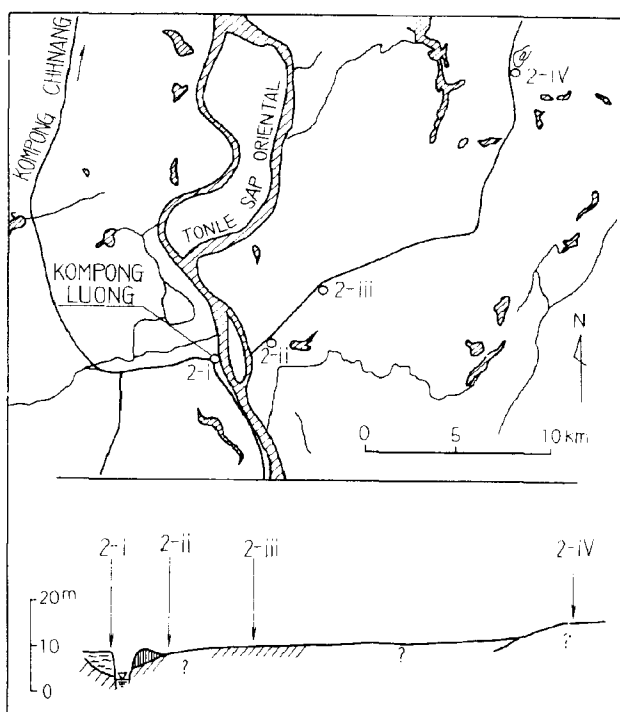 KOMPONG CHHNANG
TONLE SAP ORIENTAL
2-iV
KOMPONG
LUONG
2-iii
2-ii
2-i
N
0 5 10 km
2-i 2-ii 2-iii 2-iV
20 m
10
0
? ? ?